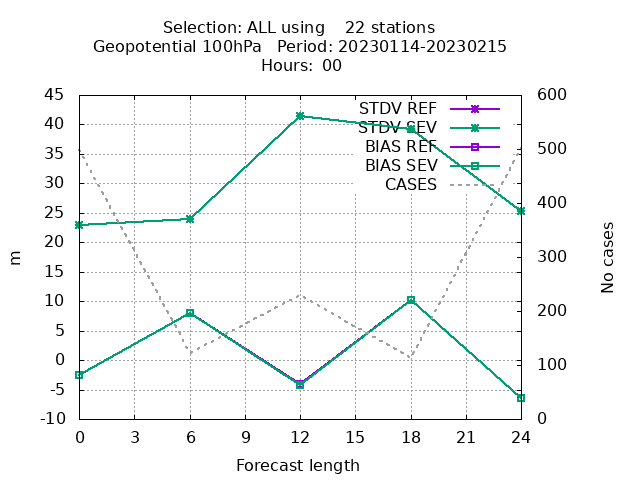 Selection: ALL using    22 stations
Geopotential 100hPa   Period: 20230114-20230215
Hours: 00
45
40
35
30
25
20
15
10
5
0
-5
-10
m
STDV REF
STDV SEV
BIAS REF
BIAS SEV
CASES
600
500
400
300
200
100
0
No cases
0 3 6 9 12 15 18 21 24
Forecast length